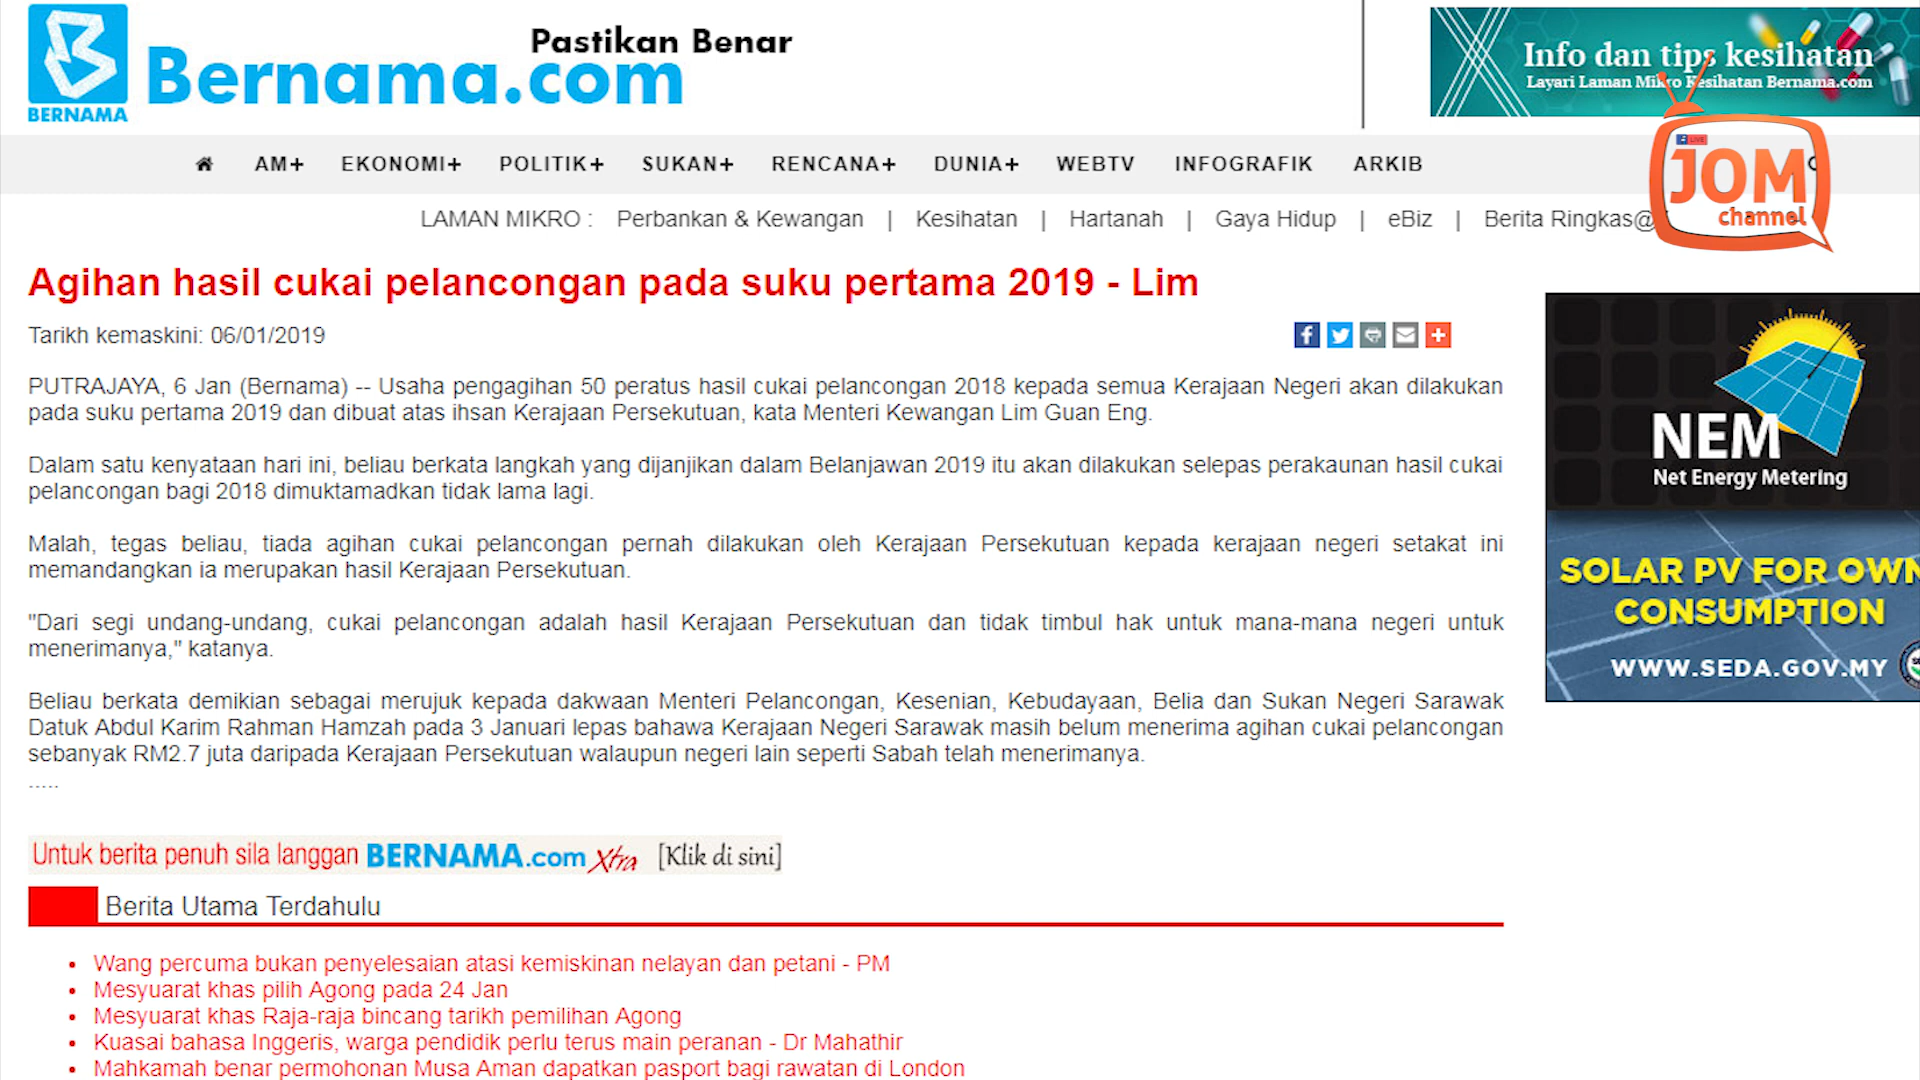 BERNAMA
Pastikan Benar
Bernama.com
Info dan tips kesihatan
Layari Laman Mikro Kesihatan Bernama.com
LIVE
JOM
channel
AM+ EKONOMI+ POLITIK+ SUKAN+ RENCANA+ DUNIA+ WEBTV INFOGRAFIK ARKIB
LAMAN MIKRO : Perbankan & Kewangan | Kesihatan | Hartanah | Gaya Hidup | eBiz | Berita Ringkas@
Agihan hasil cukai pelancongan pada suku pertama 2019 - Lim
Tarikh kemaskini: 06/01/2019
PUTRAJAYA, 6 Jan (Bernama) -- Usaha pengagihan 50 peratus hasil cukai pelancongan 2018 kepada semua Kerajaan Negeri akan dilakukan
pada suku pertama 2019 dan dibuat atas ihsan Kerajaan Persekutuan, kata Menteri Kewangan Lim Guan Eng.
Dalam satu kenyataan hari ini, beliau berkata langkah yang dijanjikan dalam Belanjawan 2019 itu akan dilakukan selepas perakaunan hasil cukai
pelancongan bagi 2018 dimuktamadkan tidak lama lagi.
Malah, tegas beliau, tiada agihan cukai pelancongan pernah dilakukan oleh Kerajaan Persekutuan kepada kerajaan negeri setakat ini
memandangkan ia merupakan hasil Kerajaan Persekutuan.
"Dari segi undang-undang, cukai pelancongan adalah hasil Kerajaan Persekutuan dan tidak timbul hak untuk mana-mana negeri untuk
menerimanya," katanya.
Beliau berkata demikian sebagai merujuk kepada dakwaan Menteri Pelancongan, Kesenian, Kebudayaan, Belia dan Sukan Negeri Sarawak
Datuk Abdul Karim Rahman Hamzah pada 3 Januari lepas bahawa Kerajaan Negeri Sarawak masih belum menerima agihan cukai pelancongan
sebanyak RM2.7 juta daripada Kerajaan Persekutuan walaupun negeri lain seperti Sabah telah menerimanya.
.....
NEM
Net Energy Metering
SOLAR PV FOR OWN
CONSUMPTION
WWW.SEDA.GOV.MY
Untuk berita penuh sila langgan BERNAMA.com Xtra [Klik di sini]
Berita Utama Terdahulu
• Wang percuma bukan penyelesaian atasi kemiskinan nelayan dan petani - PM
• Mesyuarat khas pilih Agong pada 24 Jan
• Mesyuarat khas Raja-raja bincang tarikh pemilihan Agong
• Kuasai bahasa Inggeris, warga pendidik perlu terus main peranan - Dr Mahathir
• Mahkamah benar permohonan Musa Aman dapatkan pasport bagi rawatan di London